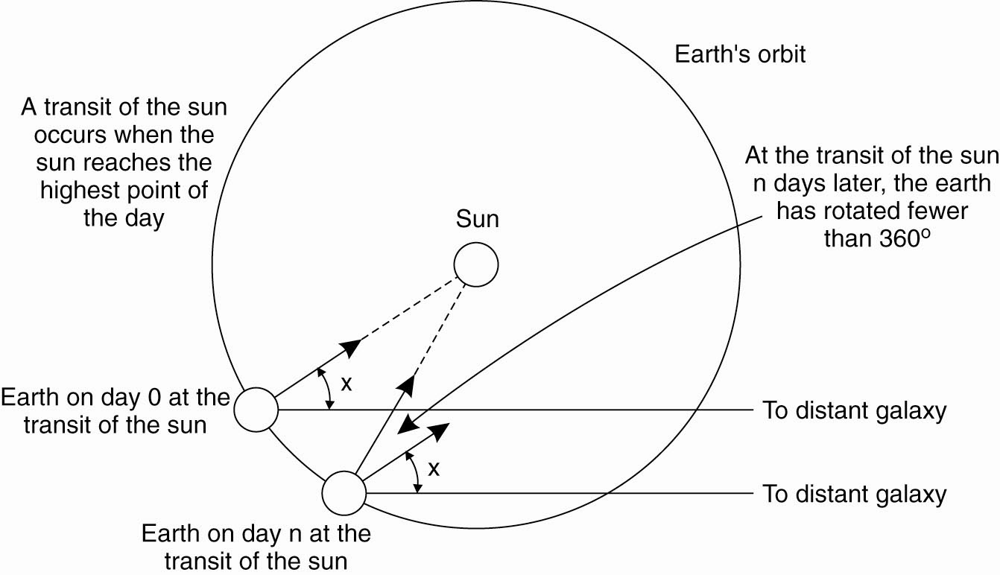 Earth's orbit
A transit of the sun
occurs when the
sun reaches the
highest point of
the day
At the transit of the sun
n days later, the earth
has rotated fewer
than 360º
Sun
x
Earth on day 0 at the
transit of the sun
To distant galaxy
x
To distant galaxy
Earth on day n at the
transit of the sun